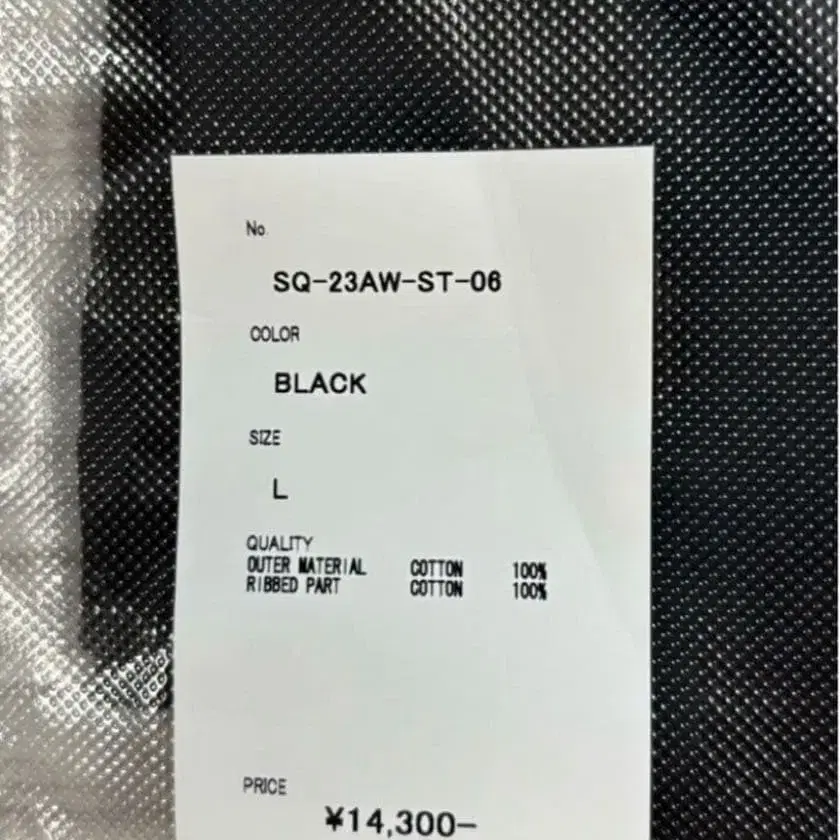 No.
SQ-23AW-ST-06
COLOR
BLACK
SIZE
L
QUALITY
OUTER MATERIAL COTTON 100%
RIBBED PART COTTON 100%
PRICE
¥14,300-